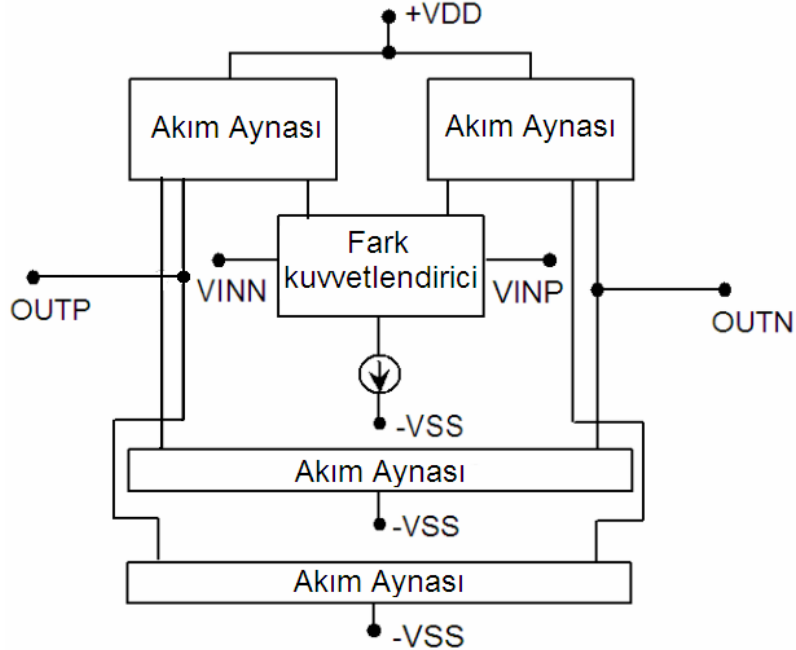 +VDD
Akım Aynası
Akım Aynası
Fark
kuvvetlendirici
VINN
VINP
OUTP
OUTN
-VSS
Akım Aynası
-VSS
Akım Aynası
-VSS